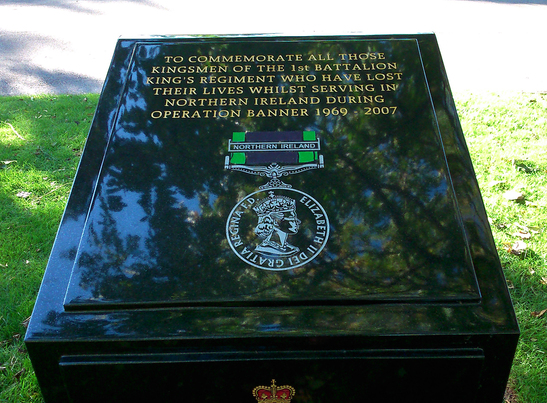 TO COMMEMORATE ALL THOSE
KINGSMEN OF THE 1ST BATTALION
KING'S REGIMENT WHO HAVE LOST
THEIR LIVES WHILST SERVING IN
NORTHERN IRELAND DURING
OPERATION BANNER 1969 - 2007
NORTHERN IRELAND
ELIZABETH II DEI GRATIA REGINA F.D.